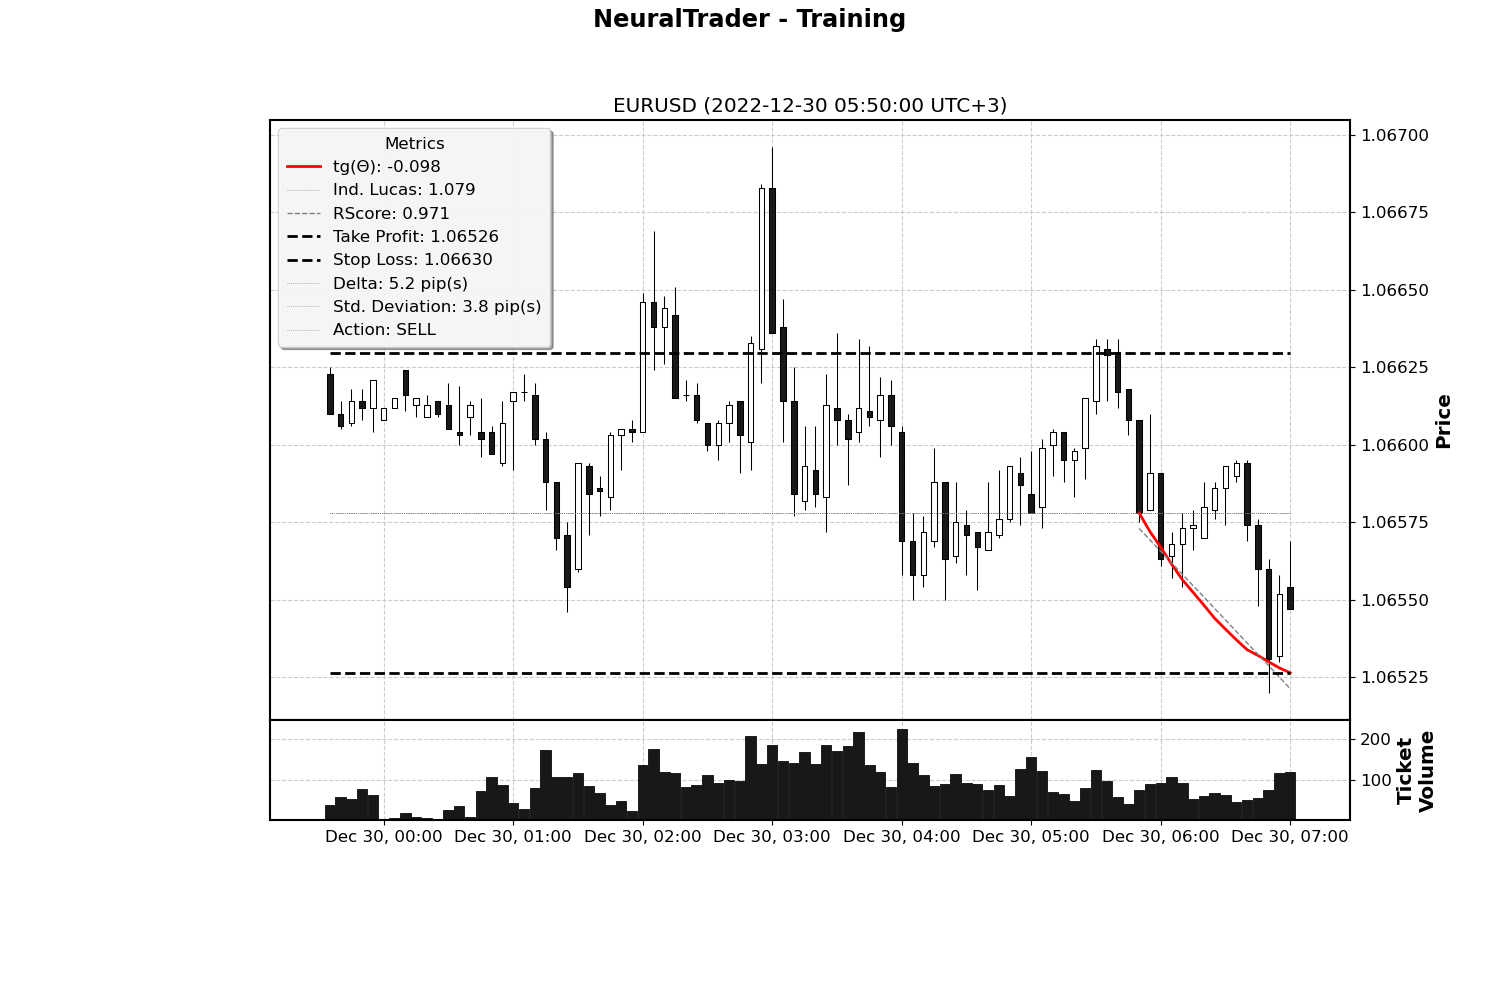 NeuralTrader - Training
EURUSD (2022-12-30 05:50:00 UTC+3)
Metrics
tg(Θ): -0.098
Ind. Lucas: 1.079
RScore: 0.971
Take Profit: 1.06526
Stop Loss: 1.06630
Delta: 5.2 pip(s)
Std. Deviation: 3.8 pip(s)
Action: SELL
1.06700
1.06675
1.06650
1.06625
1.06600
1.06575
1.06550
1.06525
Price
200
100
Ticket
Volume
Dec 30, 00:00 Dec 30, 01:00 Dec 30, 02:00 Dec 30, 03:00 Dec 30, 04:00 Dec 30, 05:00 Dec 30, 06:00 Dec 30, 07:00